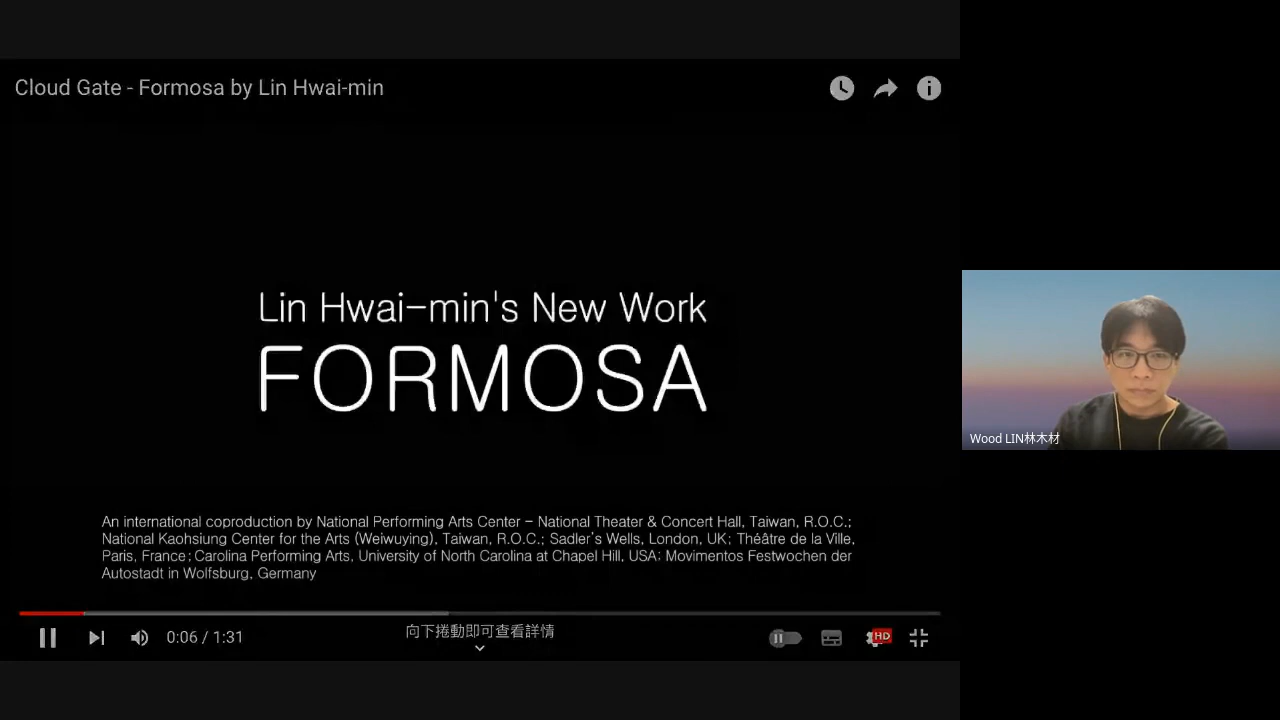 Cloud Gate - Formosa by Lin Hwai-min
Lin Hwai-min's New Work
FORMOSA
An international coproduction by National Performing Arts Center – National Theater & Concert Hall, Taiwan, R.O.C.;
National Kaohsiung Center for the Arts (Weiwuying), Taiwan, R.O.C.; Sadler's Wells, London, UK; Théâtre de la Ville,
Paris, France; Carolina Performing Arts, University of North Carolina at Chapel Hill, USA; Movimentos Festwochen der
Autostadt in Wolfsburg, Germany
0:06 / 1:31
向下捲動即可查看詳情
HD
Wood LIN林木材